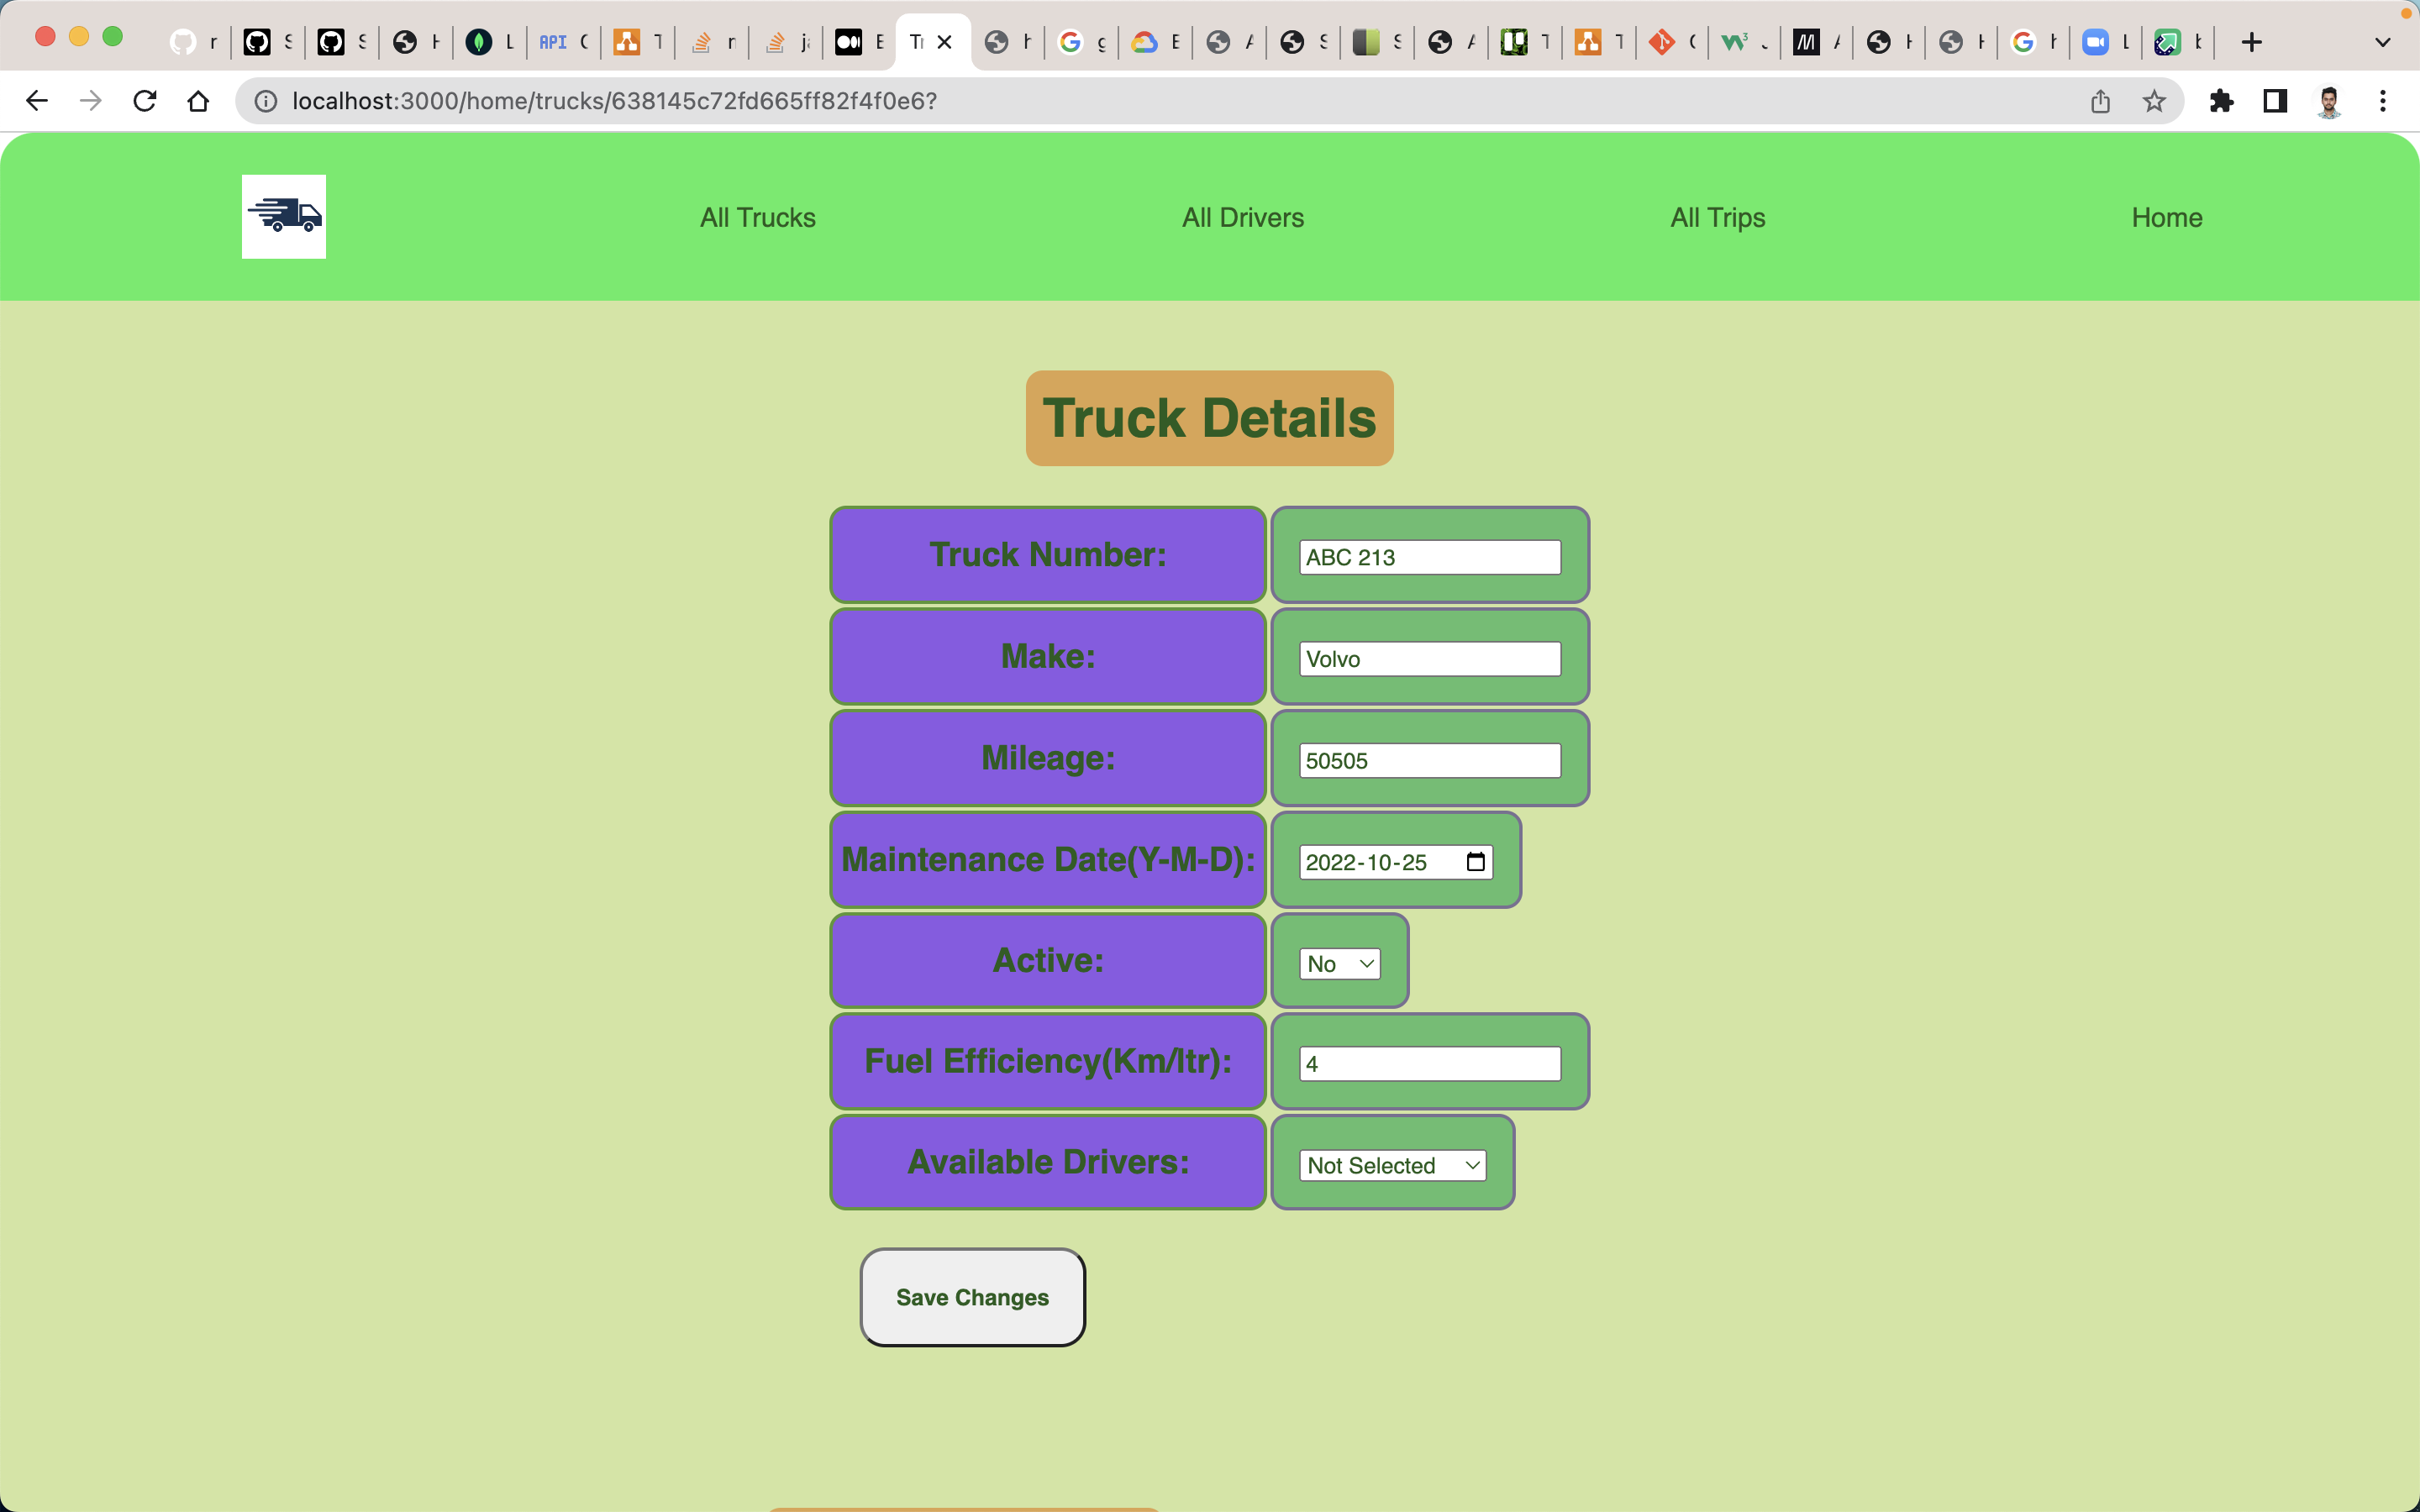 localhost:3000/home/trucks/638145c72fd665ff82f4f0e6?
All Trucks
All Drivers
All Trips
Home
Truck Details
Truck Number: ABC 213
Make: Volvo
Mileage: 50505
Maintenance Date(Y-M-D): 2022-10-25
Active: No
Fuel Efficiency(Km/ltr): 4
Available Drivers: Not Selected
Save Changes